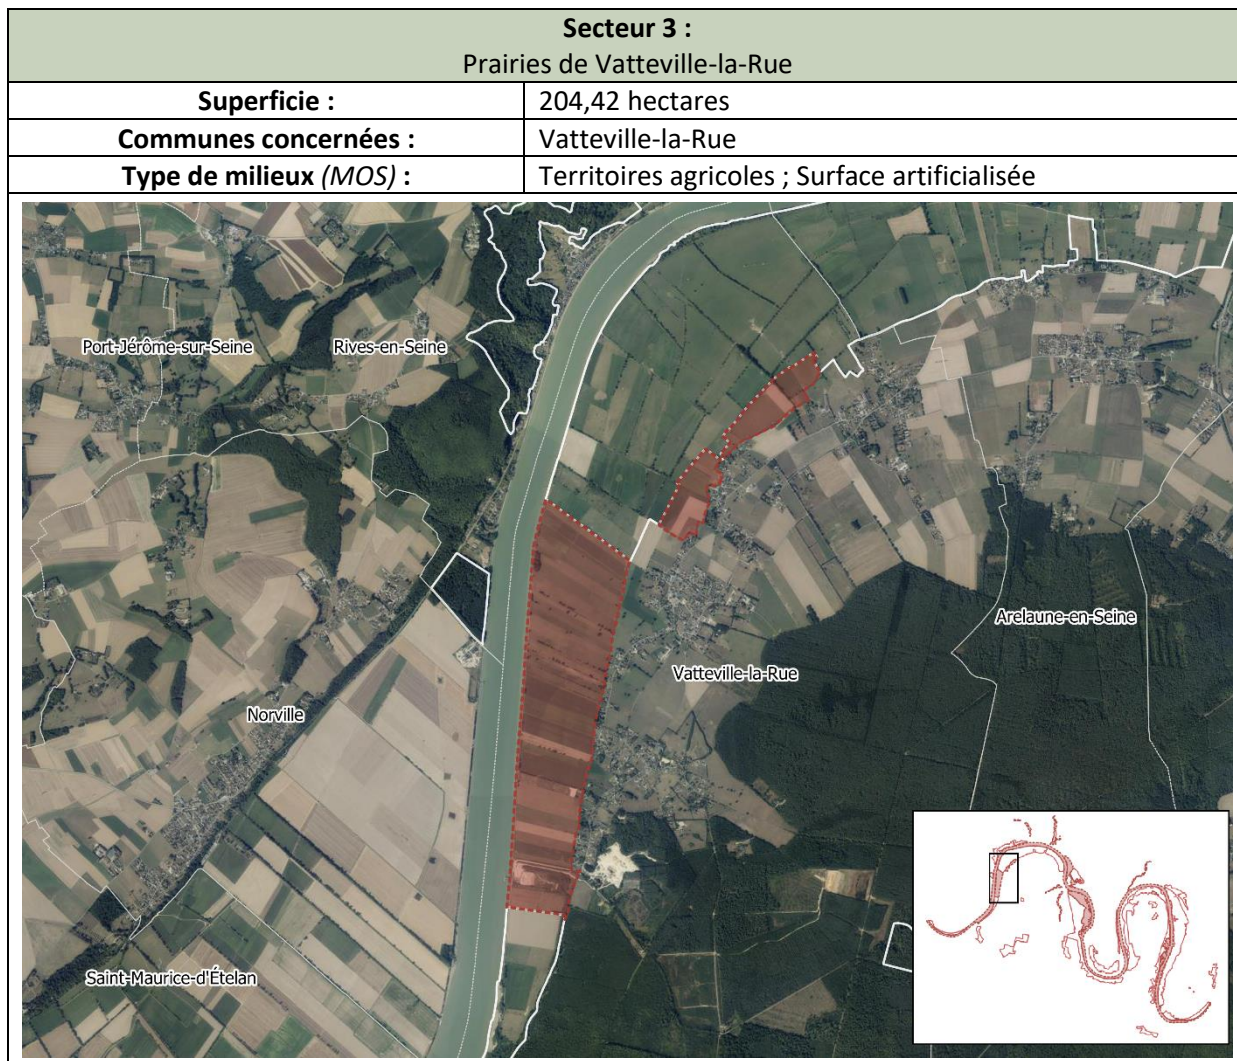 Secteur 3 :
Prairies de Vatteville-la-Rue
Superficie : 204,42 hectares
Communes concernées : Vatteville-la-Rue
Type de milieux (MOS) : Territoires agricoles ; Surface artificialisée
Port-Jérôme-sur-Seine
Rives-en-Seine
Arelaune-en-Seine
Vatteville-la-Rue
Norville
Saint-Maurice-d'Ételan